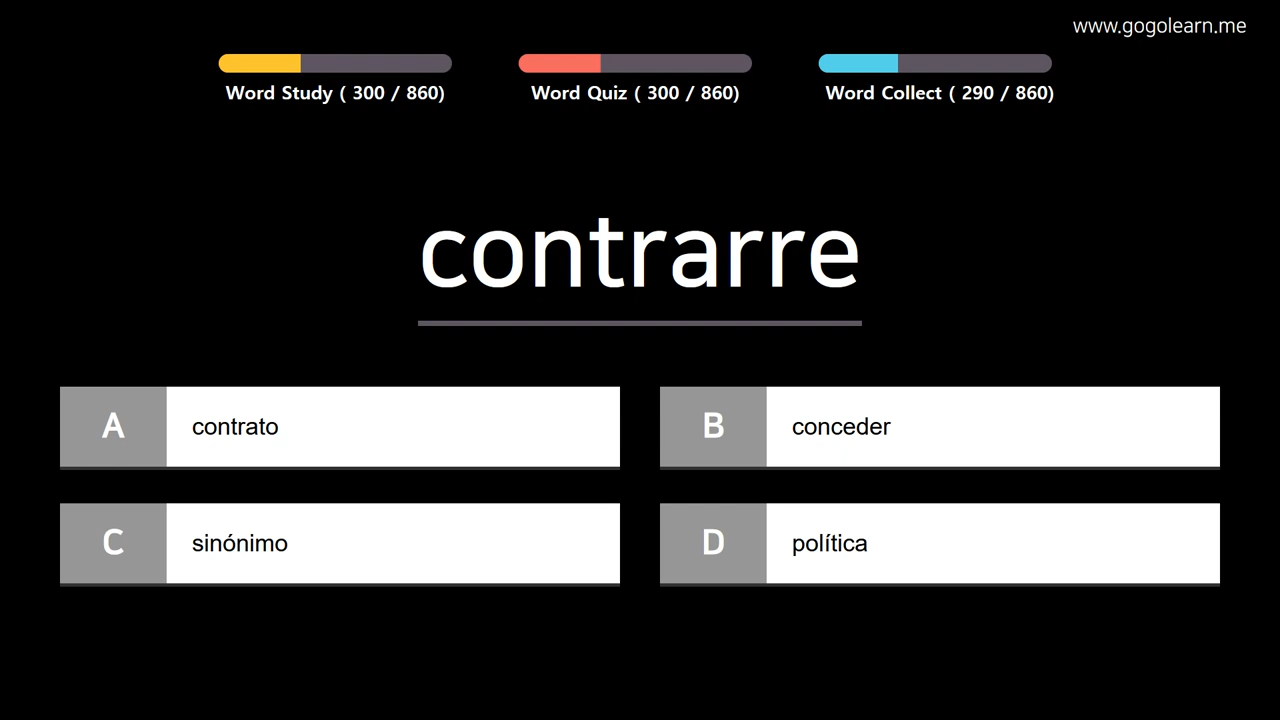 www.gogolearn.me
Word Study ( 300 / 860)
Word Quiz ( 300 / 860)
Word Collect ( 290 / 860)
contrarre
A contrato
B conceder
C sinónimo
D política